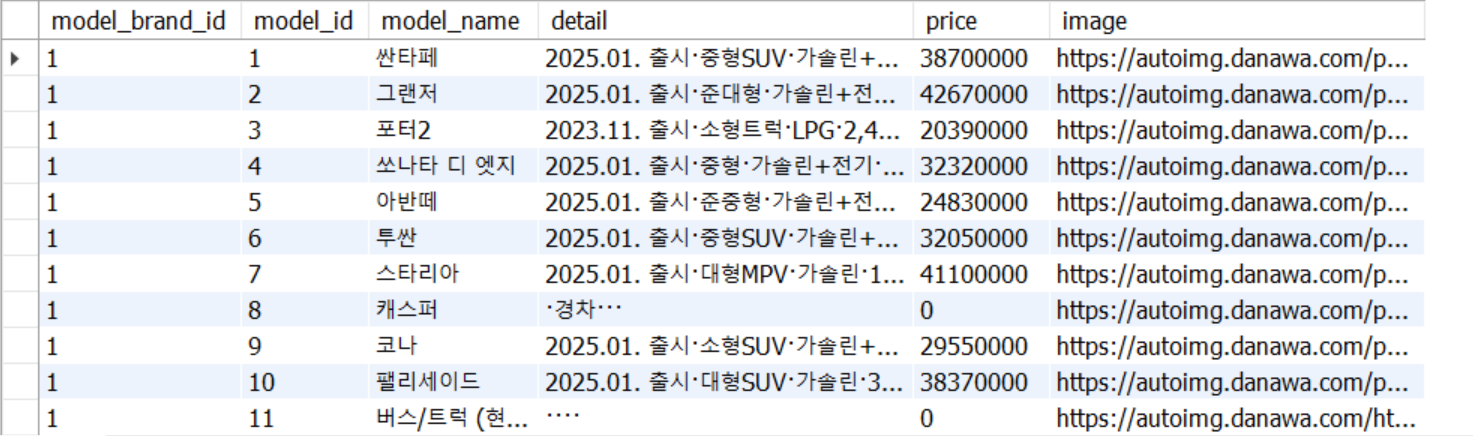 model_brand_id model_id model_name detail price image
1 1 싼타페 2025.01. 출시·중형SUV·가솔린+... 38700000 https://autoimg.danawa.com/p...
1 2 그랜저 2025.01. 출시·준대형·가솔린+전... 42670000 https://autoimg.danawa.com/p...
1 3 포터2 2023.11. 출시·소형트럭·LPG·2,4... 20390000 https://autoimg.danawa.com/p...
1 4 쏘나타 디 엣지 2025.01. 출시·중형·가솔린+전기·... 32320000 https://autoimg.danawa.com/p...
1 5 아반떼 2025.01. 출시·준중형·가솔린+전... 24830000 https://autoimg.danawa.com/p...
1 6 투싼 2025.01. 출시·중형SUV·가솔린+... 32050000 https://autoimg.danawa.com/p...
1 7 스타리아 2025.01. 출시·대형MPV·가솔린·1... 41100000 https://autoimg.danawa.com/p...
1 8 캐스퍼 ·경차··· 0 https://autoimg.danawa.com/p...
1 9 코나 2025.01. 출시·소형SUV·가솔린+... 29550000 https://autoimg.danawa.com/p...
1 10 팰리세이드 2025.01. 출시·대형SUV·가솔린·3... 38370000 https://autoimg.danawa.com/p...
1 11 버스/트럭 (현... ···· 0 https://autoimg.danawa.com/ht...